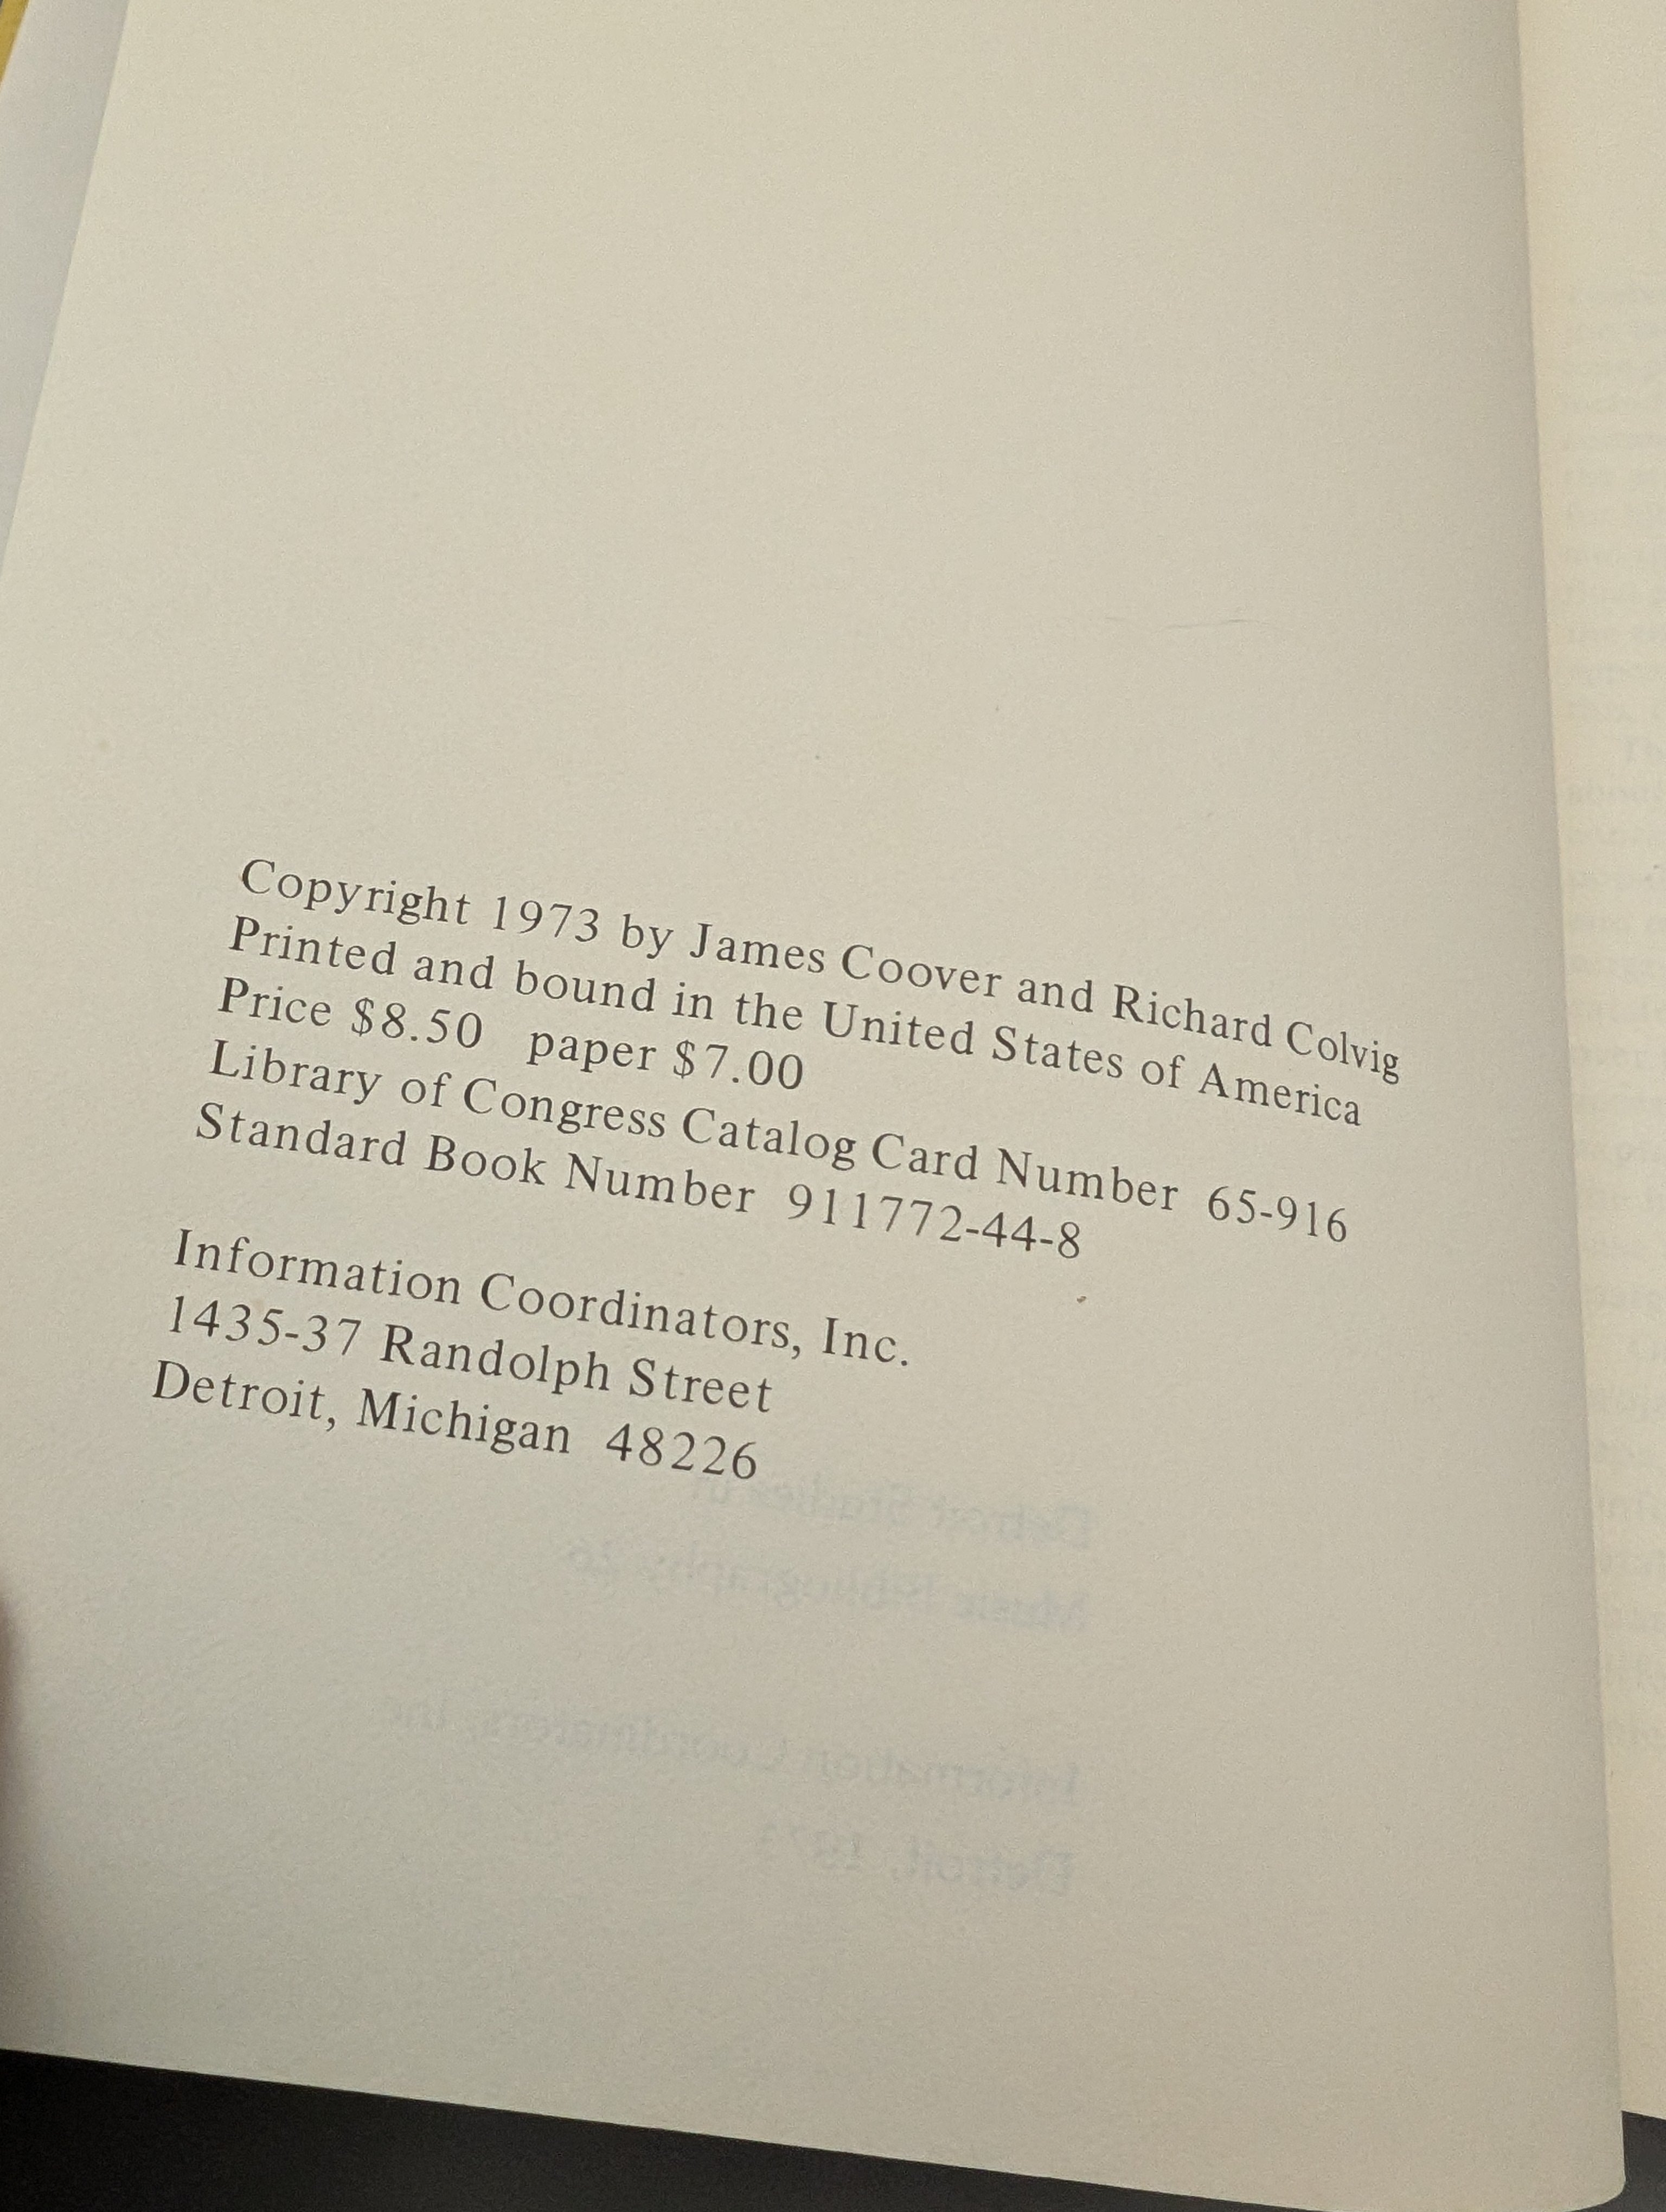 Copyright 1973 by James Coover and Richard Colvig
Printed and bound in the United States of America
Price $8.50 paper $7.00
Library of Congress Catalog Card Number 65-916
Standard Book Number 911772-44-8
Information Coordinators, Inc.
1435-37 Randolph Street
Detroit, Michigan 48226